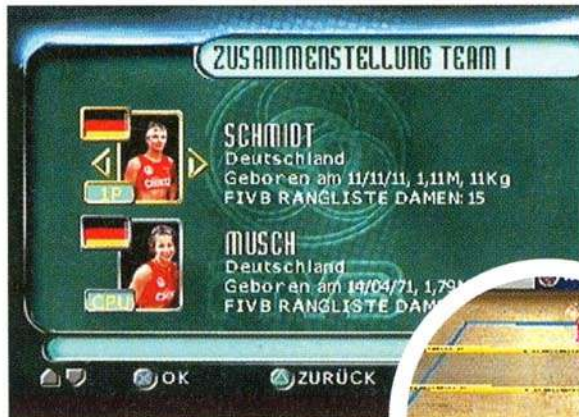 ZUSAMMENSTELLUNG TEAM 1
SCHMIDT
Deutschland
Geboren am 11/11/11, 1,11M, 11Kg
FIVB RANGLISTE DAMEN: 15
1P
MUSCH
Deutschland
Geboren am 14/04/71, 1,79
FIVB RANGLISTE DAM
CPU
OK
ZURÜCK